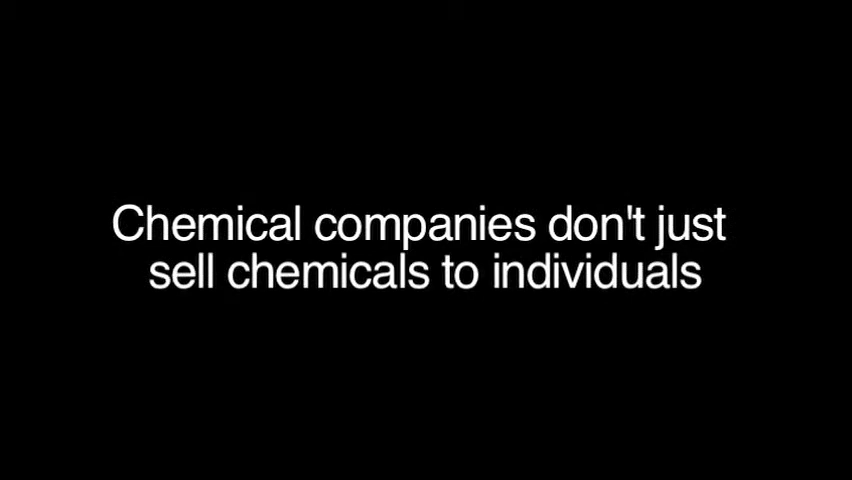 Chemical companies don't just
sell chemicals to individuals